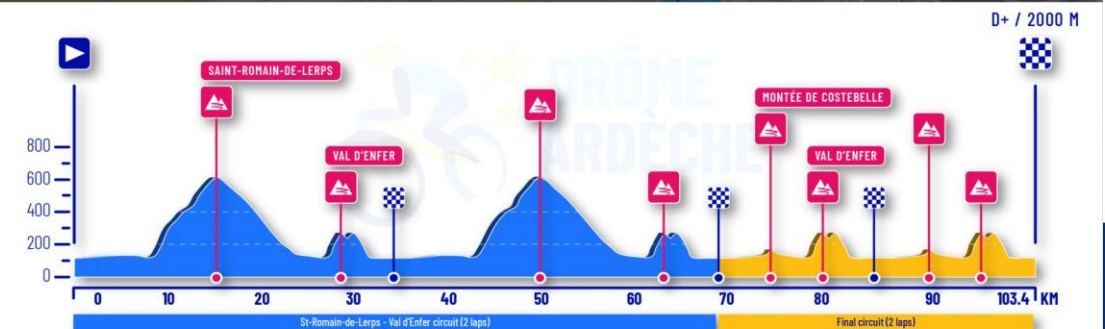 D+ / 2000 M
SAINT-ROMAIN-DE-LERPS
MONTÉE DE COSTEBELLE
VAL D'ENFER
VAL D'ENFER
DRÔME
ARDÈCHE
800
600
400
200
0
0 10 20 30 40 50 60 70 80 90 103.4 KM
St-Romain-de-Lerps - Val d'Enfer circuit (2 laps)
Final circuit (2 laps)